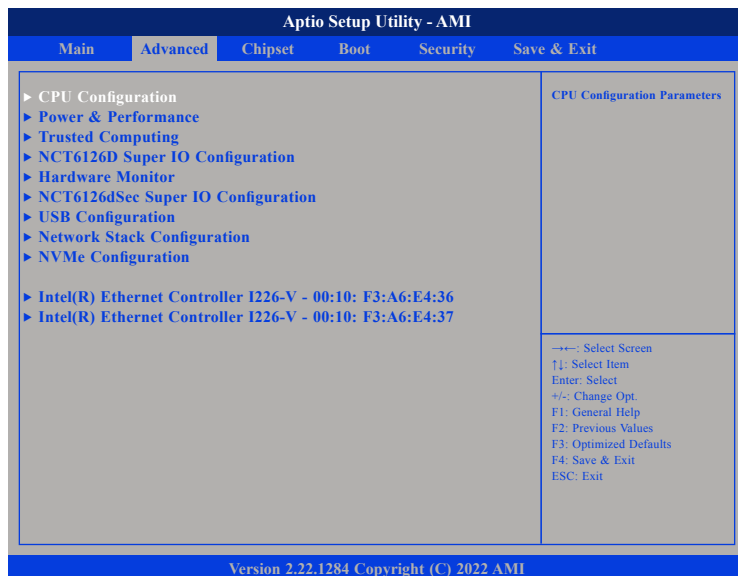 Aptio Setup Utility - AMI
Main Advanced Chipset Boot Security Save & Exit
▶ CPU Configuration
▶ Power & Performance
▶ Trusted Computing
▶ NCT6126D Super IO Configuration
▶ Hardware Monitor
▶ NCT6126dSec Super IO Configuration
▶ USB Configuration
▶ Network Stack Configuration
▶ NVMe Configuration
▶ Intel(R) Ethernet Controller I226-V - 00:10: F3:A6:E4:36
▶ Intel(R) Ethernet Controller I226-V - 00:10: F3:A6:E4:37
CPU Configuration Parameters
→←: Select Screen
↑↓: Select Item
Enter: Select
+/-: Change Opt.
F1: General Help
F2: Previous Values
F3: Optimized Defaults
F4: Save & Exit
ESC: Exit
Version 2.22.1284 Copyright (C) 2022 AMI